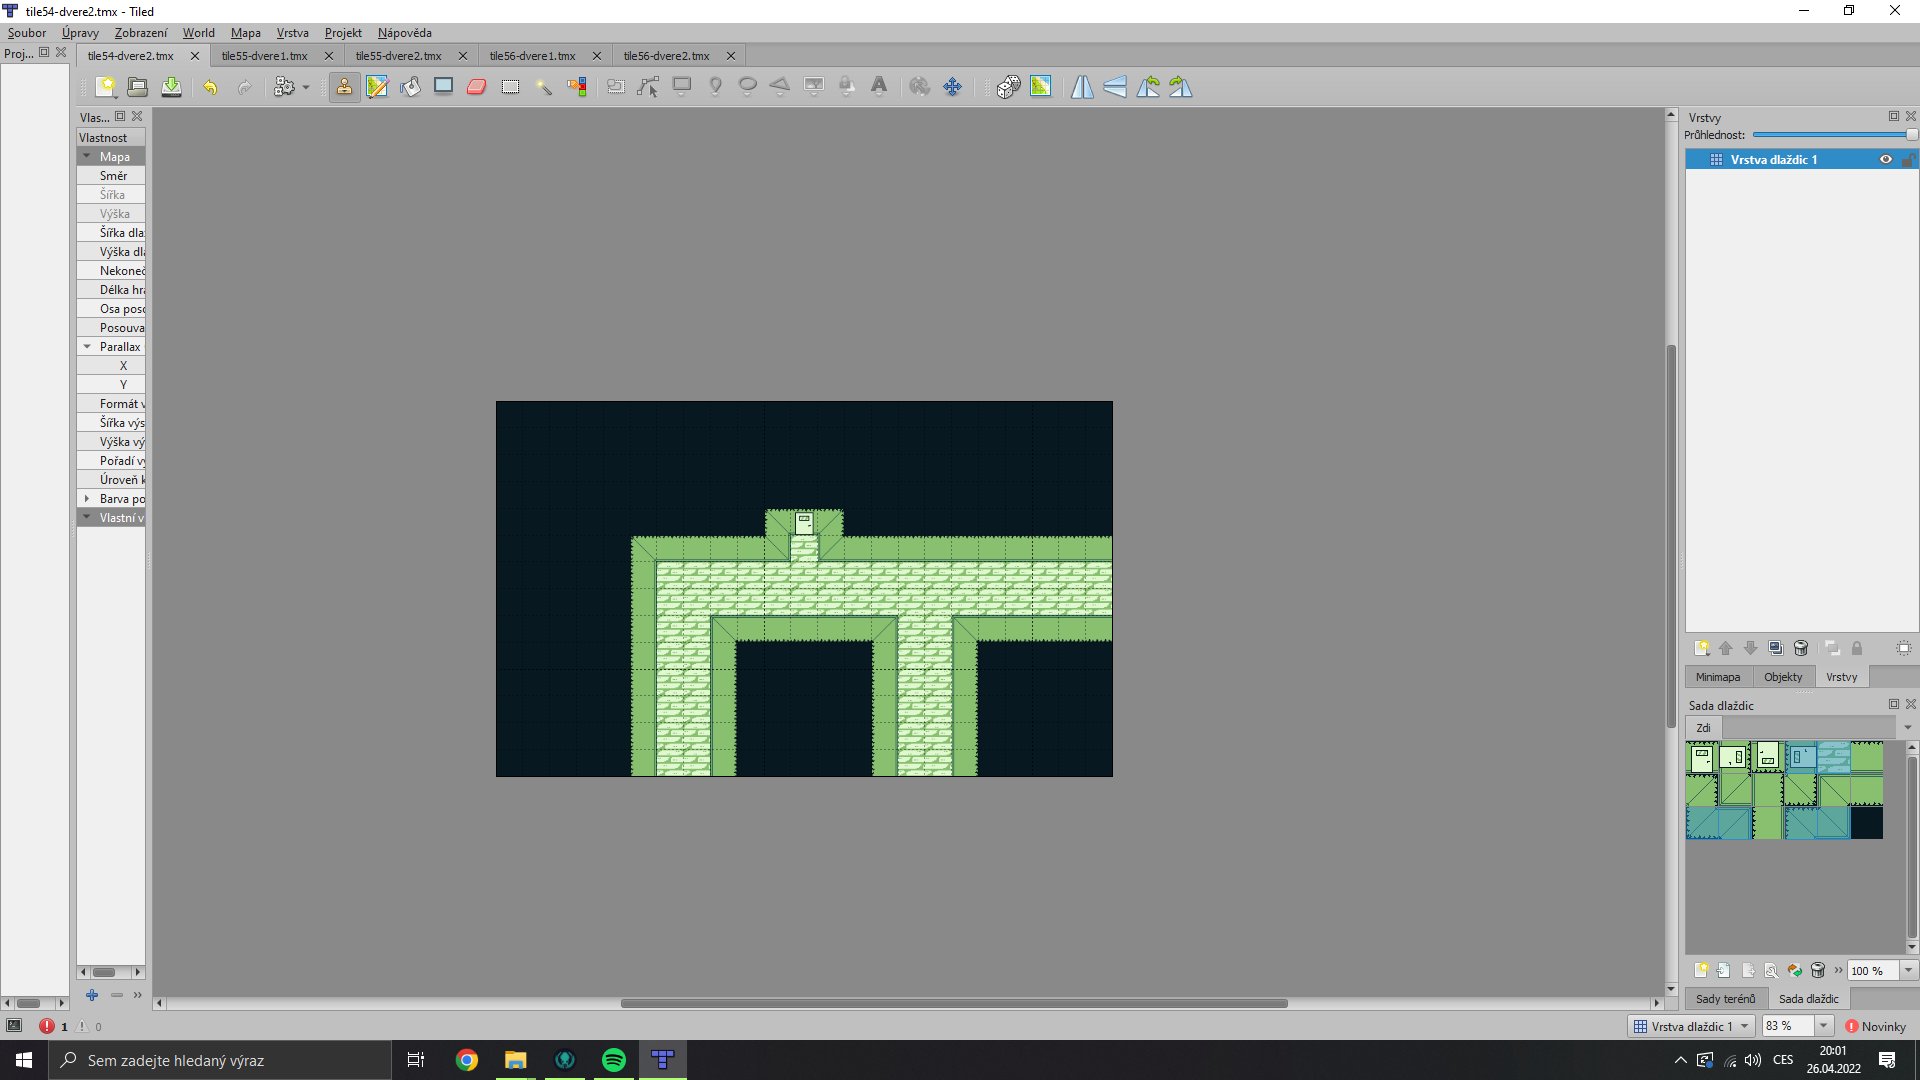 tile54-dvere2.tmx - Tiled
Soubor Úpravy Zobrazení World Mapa Vrstva Projekt Nápověda
Proj...
tile54-dvere2.tmx tile55-dvere1.tmx tile55-dvere2.tmx tile56-dvere1.tmx tile56-dvere2.tmx
Vlas...
Vlastnost
Mapa
Směr
Šířka
Výška
Šířka dla
Výška dl
Nekoneč
Délka hr
Osa poso
Posouva
Parallax
X
Y
Formát v
Šířka výs
Výška vý
Pořadí vy
Úroveň k
Barva po
Vlastní v
Vrstvy
Průhlednost:
Vrstva dlaždic 1
Minimapa Objekty Vrstvy
Sada dlaždic
Zdi
100 %
Sady terénů Sada dlaždic
1 0
Vrstva dlaždic 1 83 % Novinky
Sem zadejte hledaný výraz
CES
20:01
26.04.2022